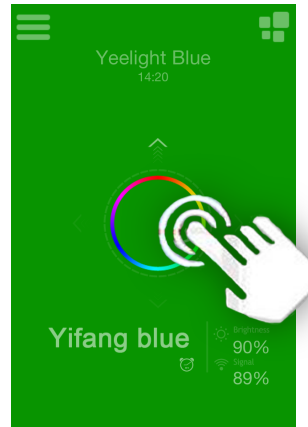 Yeelight Blue
14:20
Yifang blue
Brightness
90%
Signal
89%